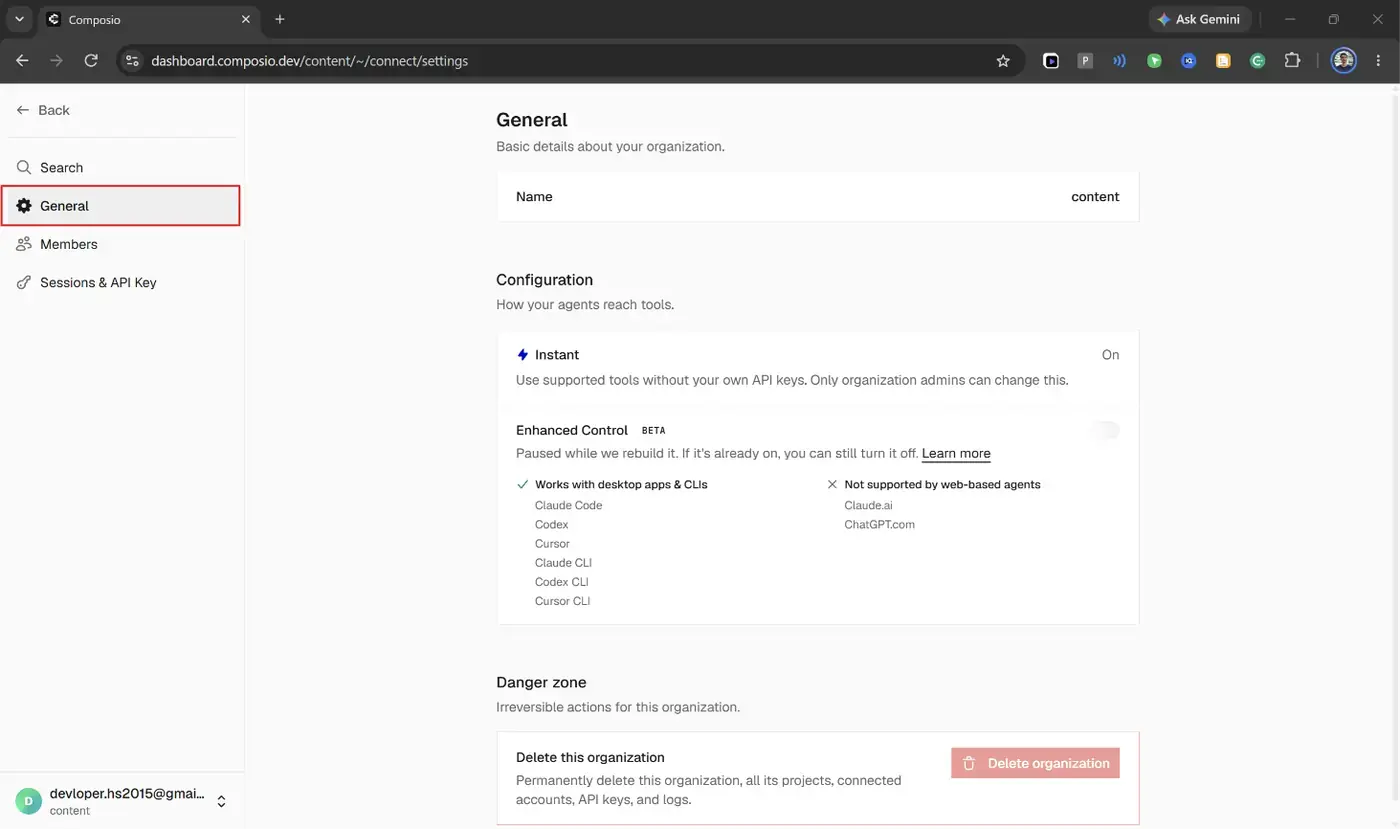 Composio
Ask Gemini
dashboard.composio.dev/content/~/connect/settings
P
Back
Search
General
Members
Sessions & API Key
General
Basic details about your organization.
Name content
Configuration
How your agents reach tools.
Instant On
Use supported tools without your own API keys. Only organization admins can change this.
Enhanced Control BETA
Paused while we rebuild it. If it's already on, you can still turn it off. Learn more
Works with desktop apps & CLIs
Claude Code
Codex
Cursor
Claude CLI
Codex CLI
Cursor CLI
Not supported by web-based agents
Claude.ai
ChatGPT.com
Danger zone
Irreversible actions for this organization.
Delete this organization
Permanently delete this organization, all its projects, connected
accounts, API keys, and logs.
Delete organization
D
devloper.hs2015@gmai...
content